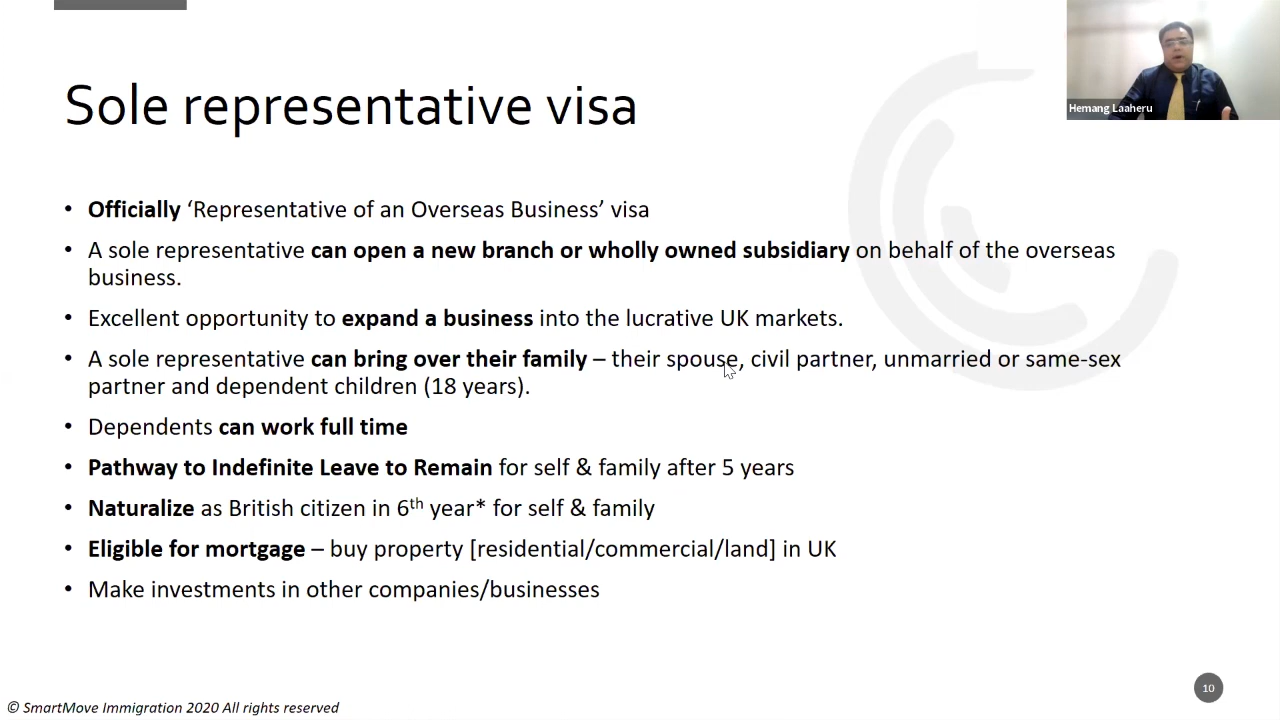 Hemang Laaheru
Sole representative visa
• Officially ‘Representative of an Overseas Business’ visa
• A sole representative can open a new branch or wholly owned subsidiary on behalf of the overseas
business.
• Excellent opportunity to expand a business into the lucrative UK markets.
• A sole representative can bring over their family – their spouse, civil partner, unmarried or same-sex
partner and dependent children (18 years).
• Dependents can work full time
• Pathway to Indefinite Leave to Remain for self & family after 5 years
• Naturalize as British citizen in 6th year* for self & family
• Eligible for mortgage – buy property [residential/commercial/land] in UK
• Make investments in other companies/businesses
10
© SmartMove Immigration 2020 All rights reserved